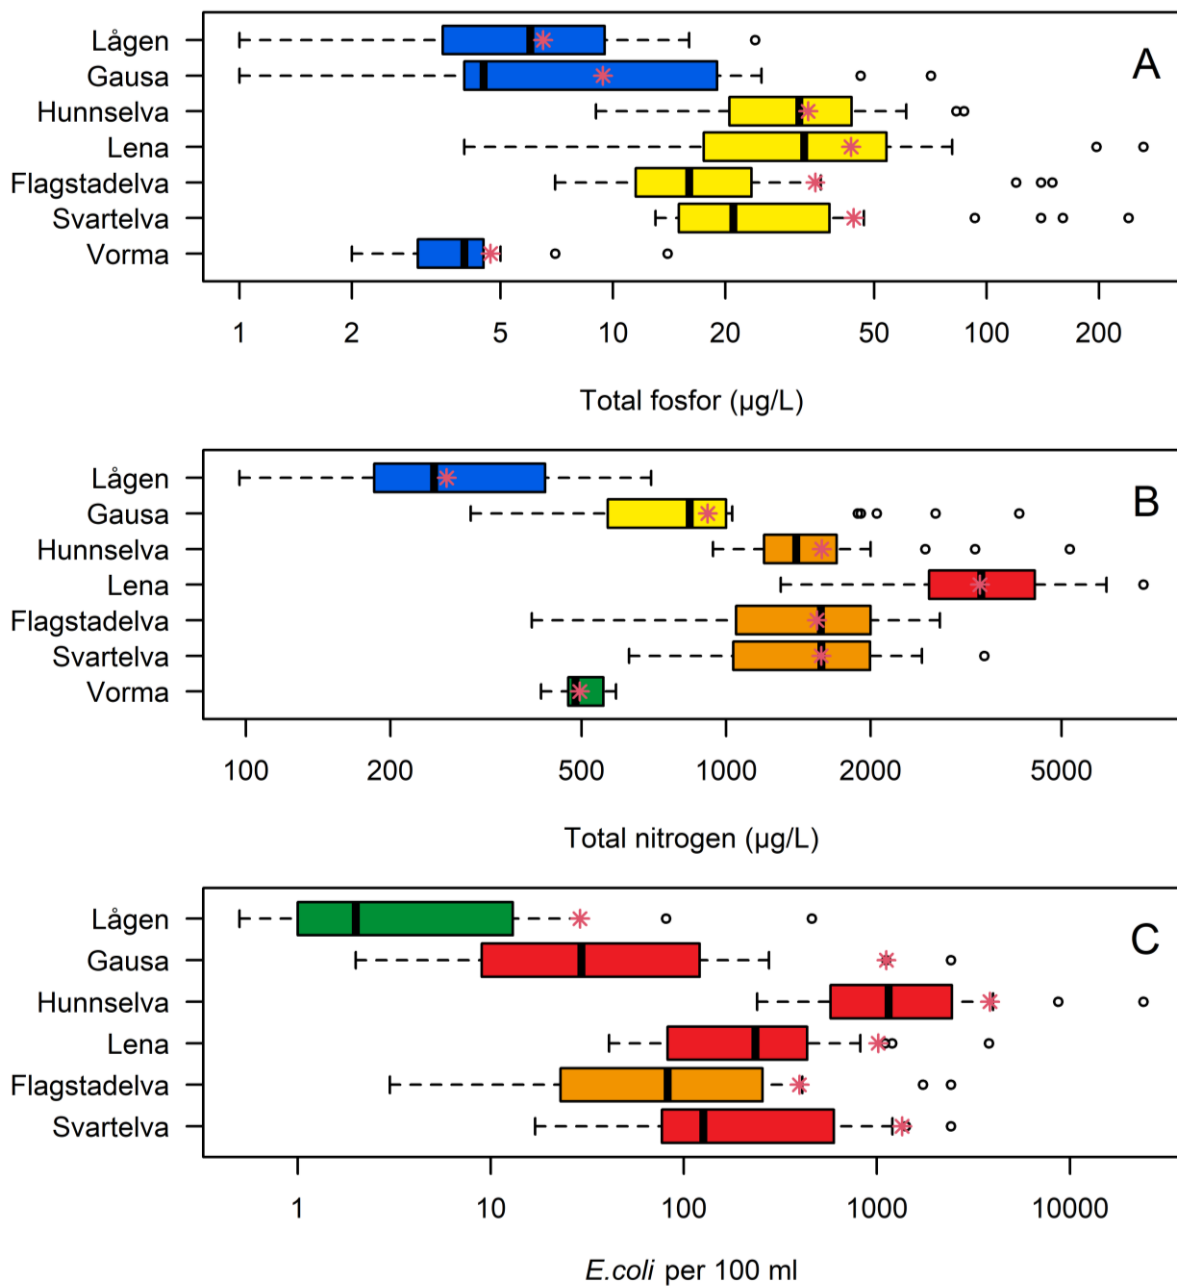 A
Lågen
Gausa
Hunnselva
Lena
Flagstadelva
Svartelva
Vorma
1 2 5 10 20 50 100 200
Total fosfor (µg/L)
B
Lågen
Gausa
Hunnselva
Lena
Flagstadelva
Svartelva
Vorma
100 200 500 1000 2000 5000
Total nitrogen (µg/L)
C
Lågen
Gausa
Hunnselva
Lena
Flagstadelva
Svartelva
1 10 100 1000 10000
E.coli per 100 ml